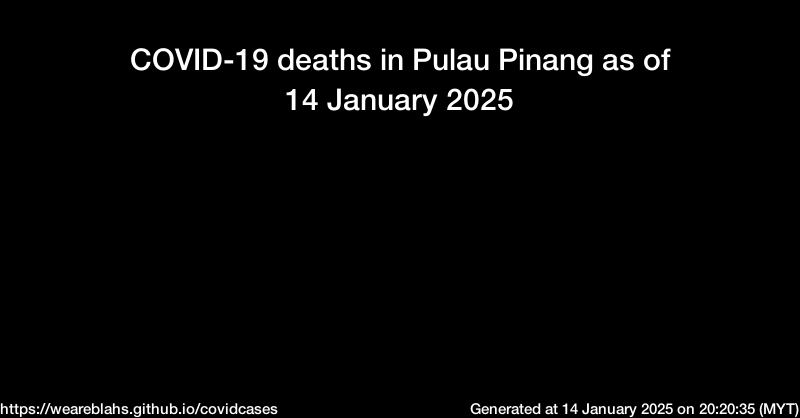 COVID-19 deaths in Pulau Pinang as of
14 January 2025
https://weareblahs.github.io/covidcases
Generated at 14 January 2025 on 20:20:35 (MYT)